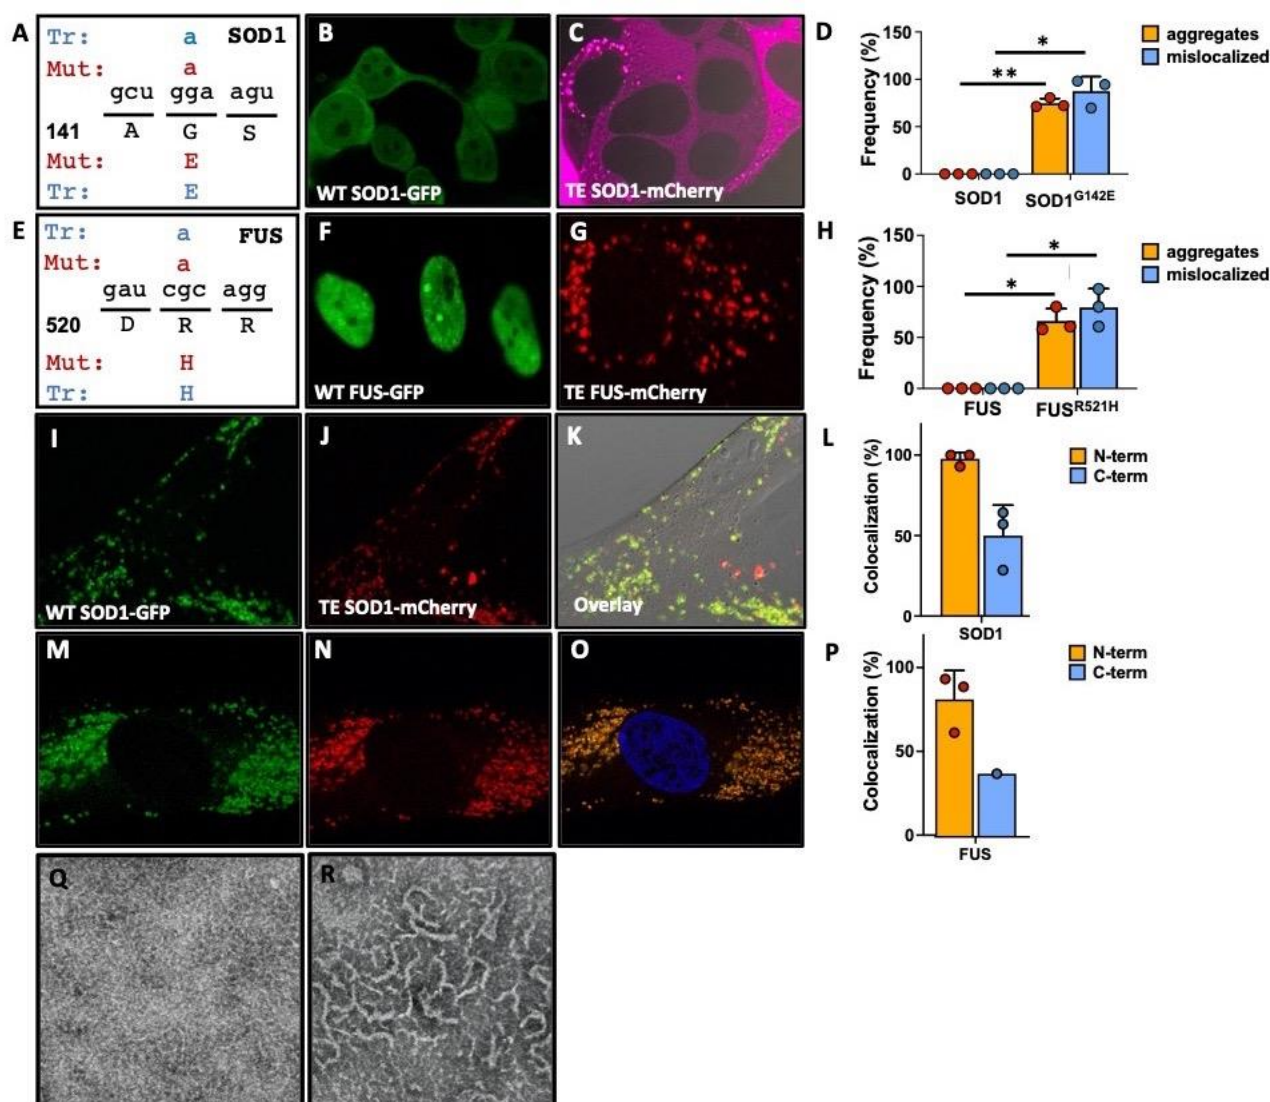 A
Tr: a SOD1
Mut: a
gcu gga agu
141 A G S
Mut: E
Tr: E
B
WT SOD1-GFP
C
TE SOD1-mCherry
D
Frequency (%)
150
100
50
0
* 
**
SOD1 SOD1G142E
aggregates
mislocalized
E
Tr: a FUS
Mut: a
gau cgc agg
520 D R R
Mut: H
Tr: H
F
WT FUS-GFP
G
TE FUS-mCherry
H
Frequency (%)
150
100
50
0
*
*
FUS FUSR521H
aggregates
mislocalized
I
WT SOD1-GFP
J
TE SOD1-mCherry
K
Overlay
L
Colocalization (%)
100
50
0
SOD1
N-term
C-term
M
N
O
P
Colocalization (%)
100
50
0
FUS
N-term
C-term
Q
R